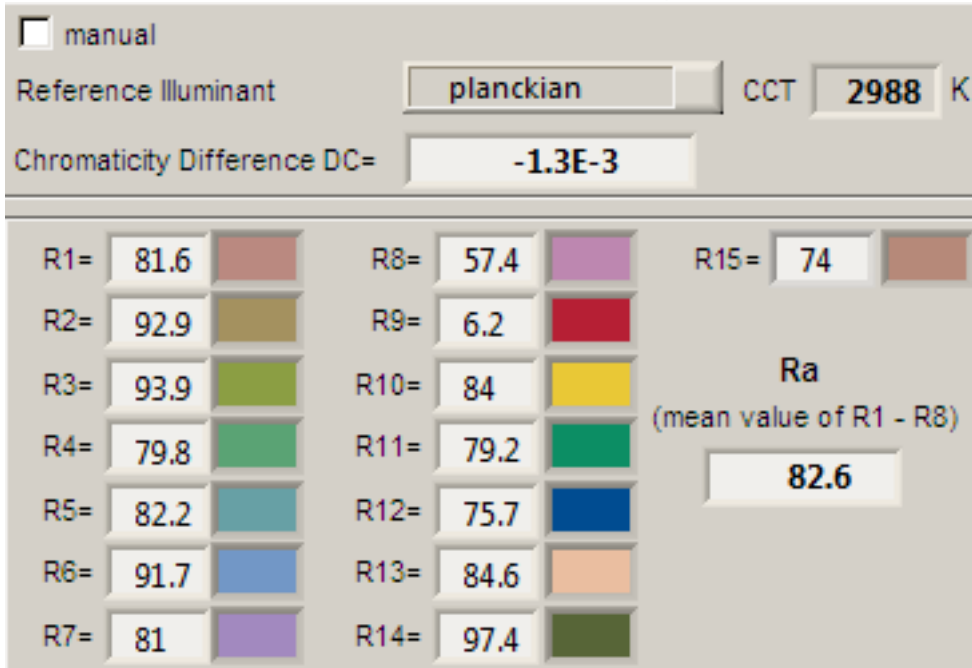 manual
Reference Illuminant planckian CCT 2988 K
Chromaticity Difference DC= -1.3E-3
R1= 81.6 R8= 57.4 R15= 74
R2= 92.9 R9= 6.2
R3= 93.9 R10= 84 Ra
(mean value of R1 - R8)
R4= 79.8 R11= 79.2 82.6
R5= 82.2 R12= 75.7
R6= 91.7 R13= 84.6
R7= 81 R14= 97.4